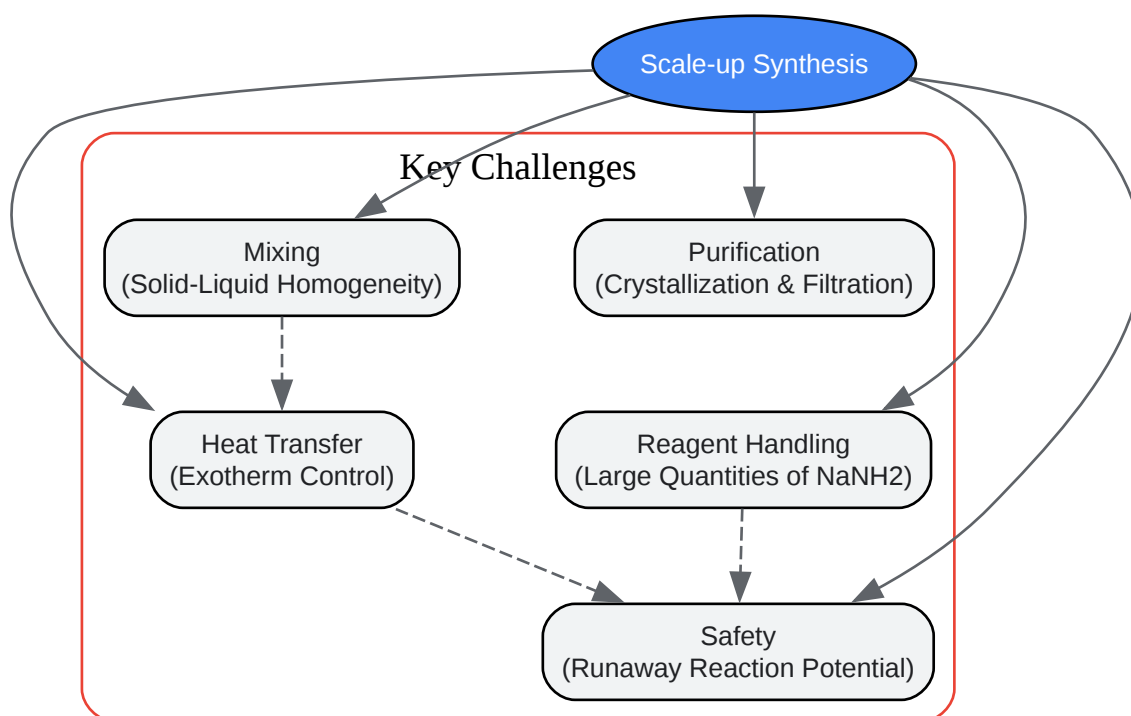 Scale-up Synthesis
Key Challenges
Mixing
(Solid-Liquid Homogeneity)
Purification
(Crystallization & Filtration)
Heat Transfer
(Exotherm Control)
Reagent Handling
(Large Quantities of NaNH2)
Safety
(Runaway Reaction Potential)